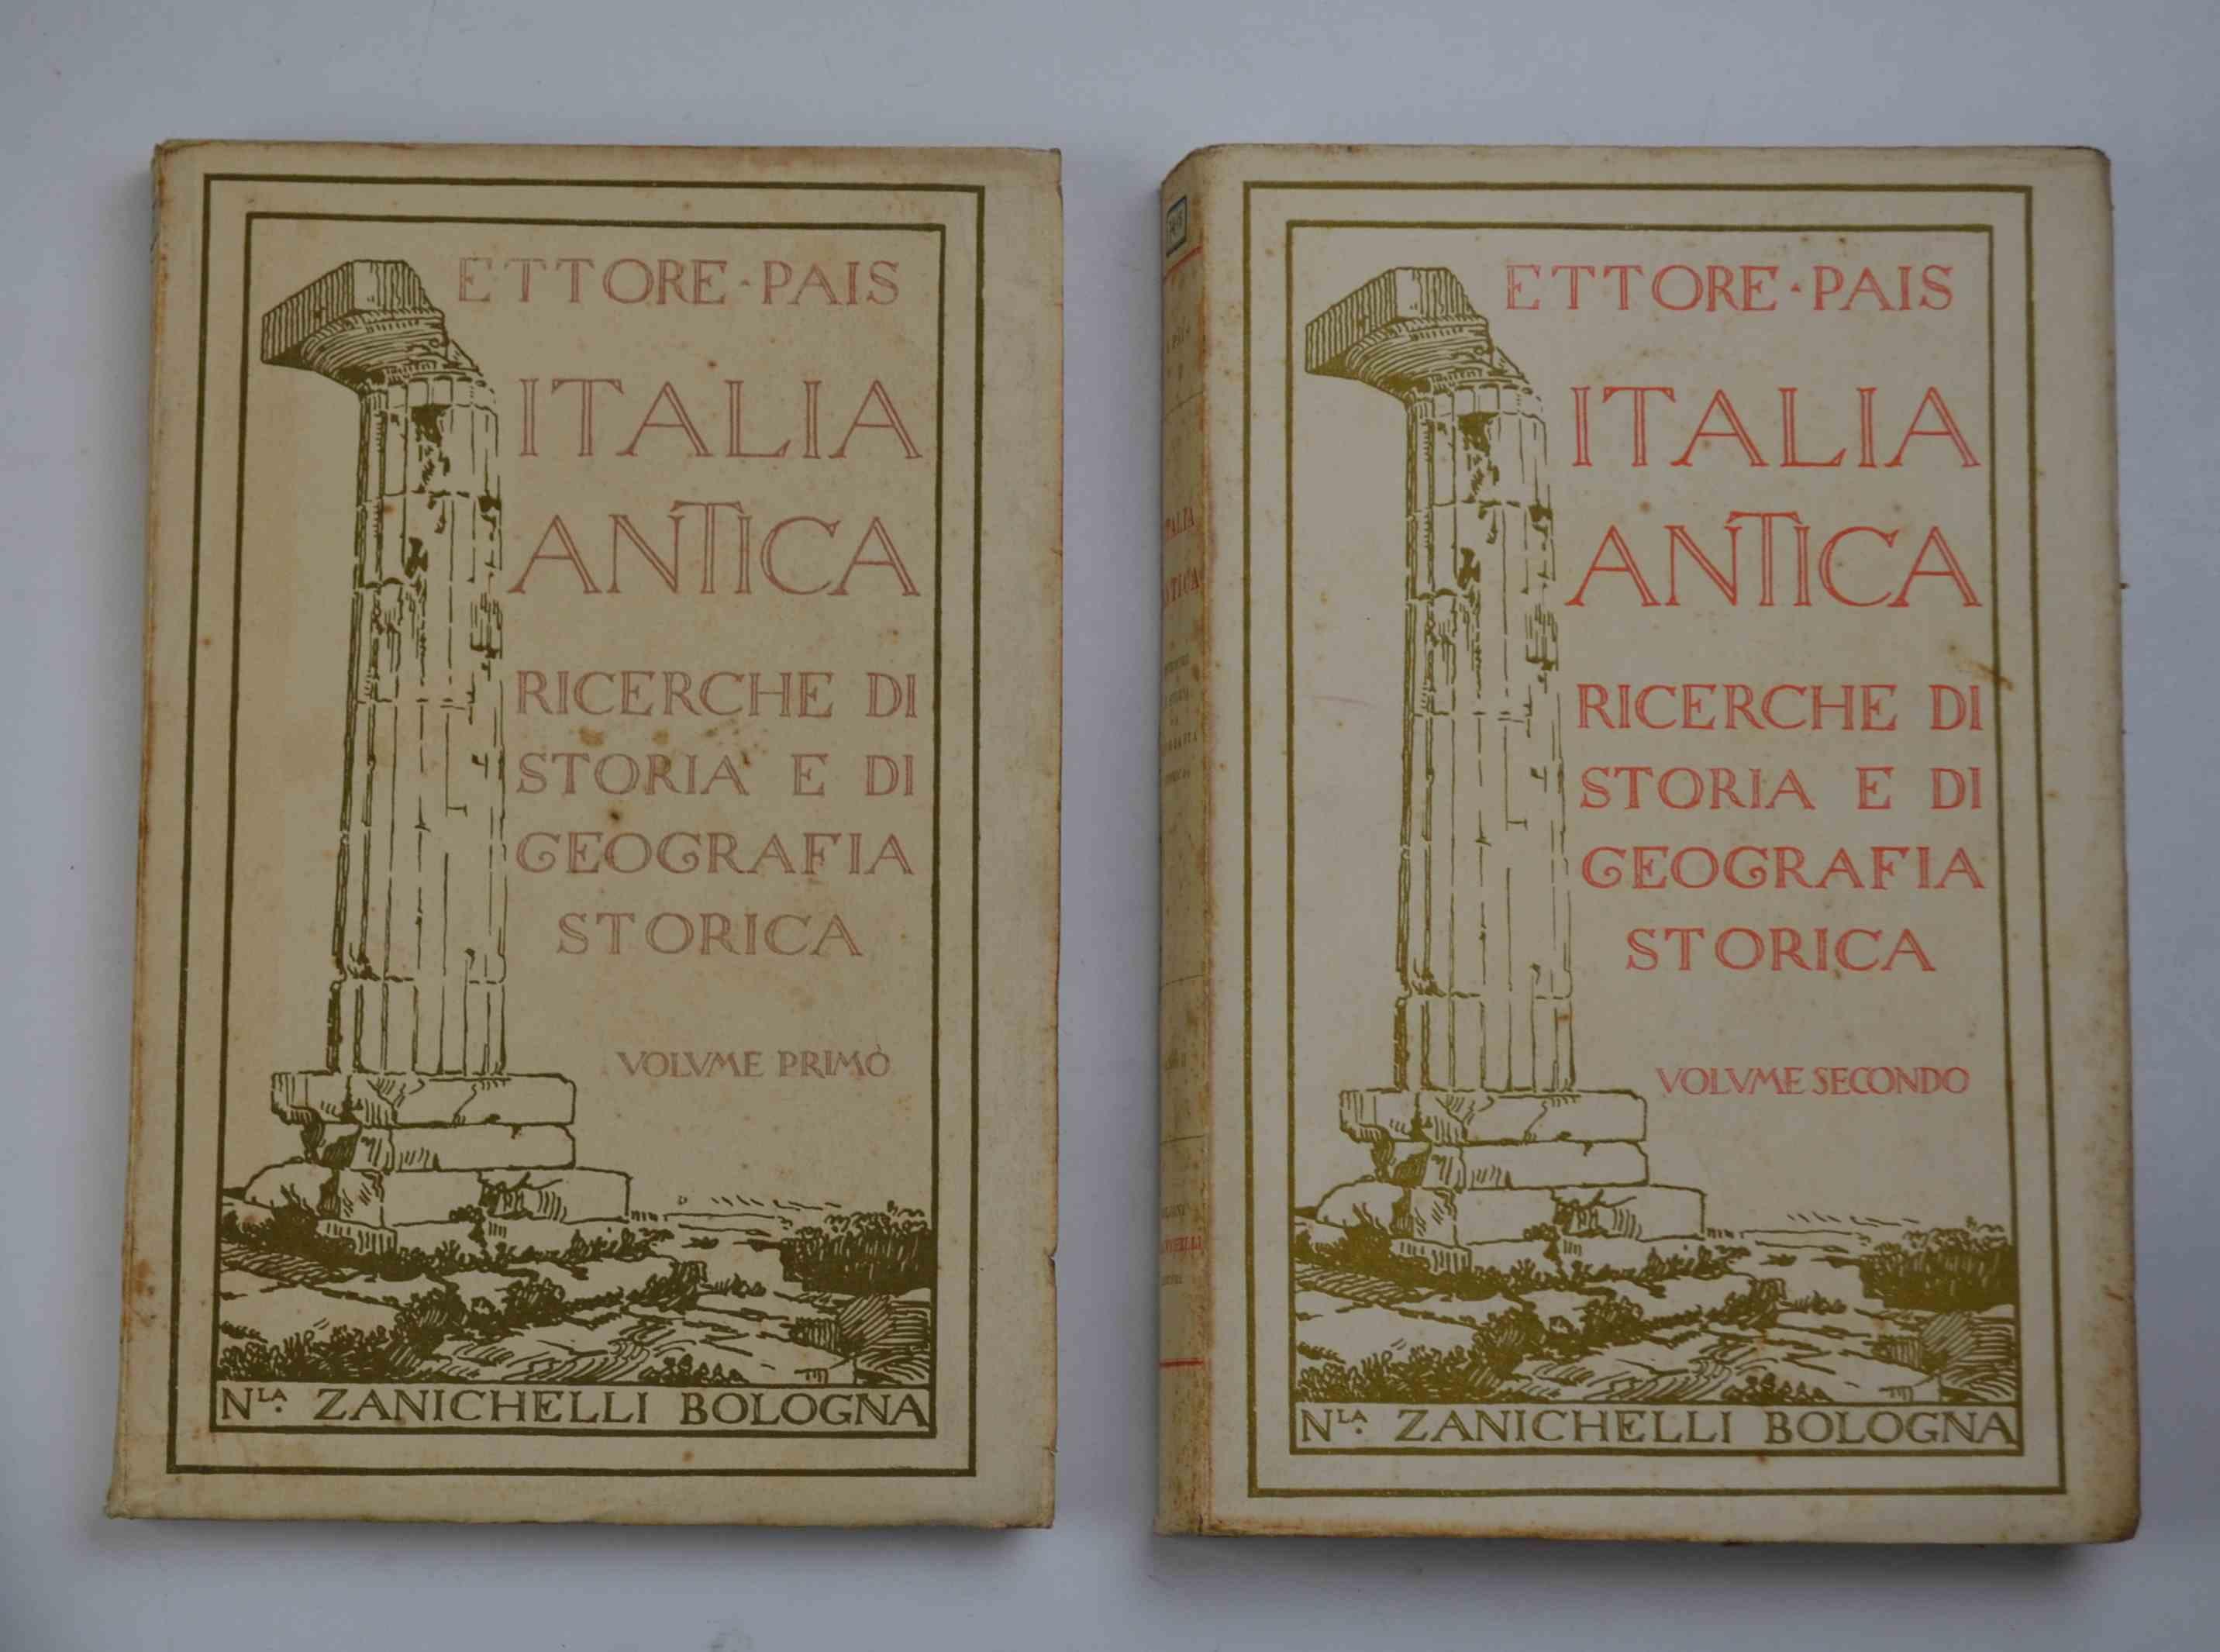 ETTORE·PAIS
ITALIA
ANTICA
RICERCHE DI
STORIA E DI
GEOGRAFIA
STORICA
VOLVME PRIMO
NLA. ZANICHELLI BOLOGNA
ETTORE·PAIS
ITALIA
ANTICA
RICERCHE DI
STORIA E DI
GEOGRAFIA
STORICA
VOLVME SECONDO
NLA. ZANICHELLI BOLOGNA